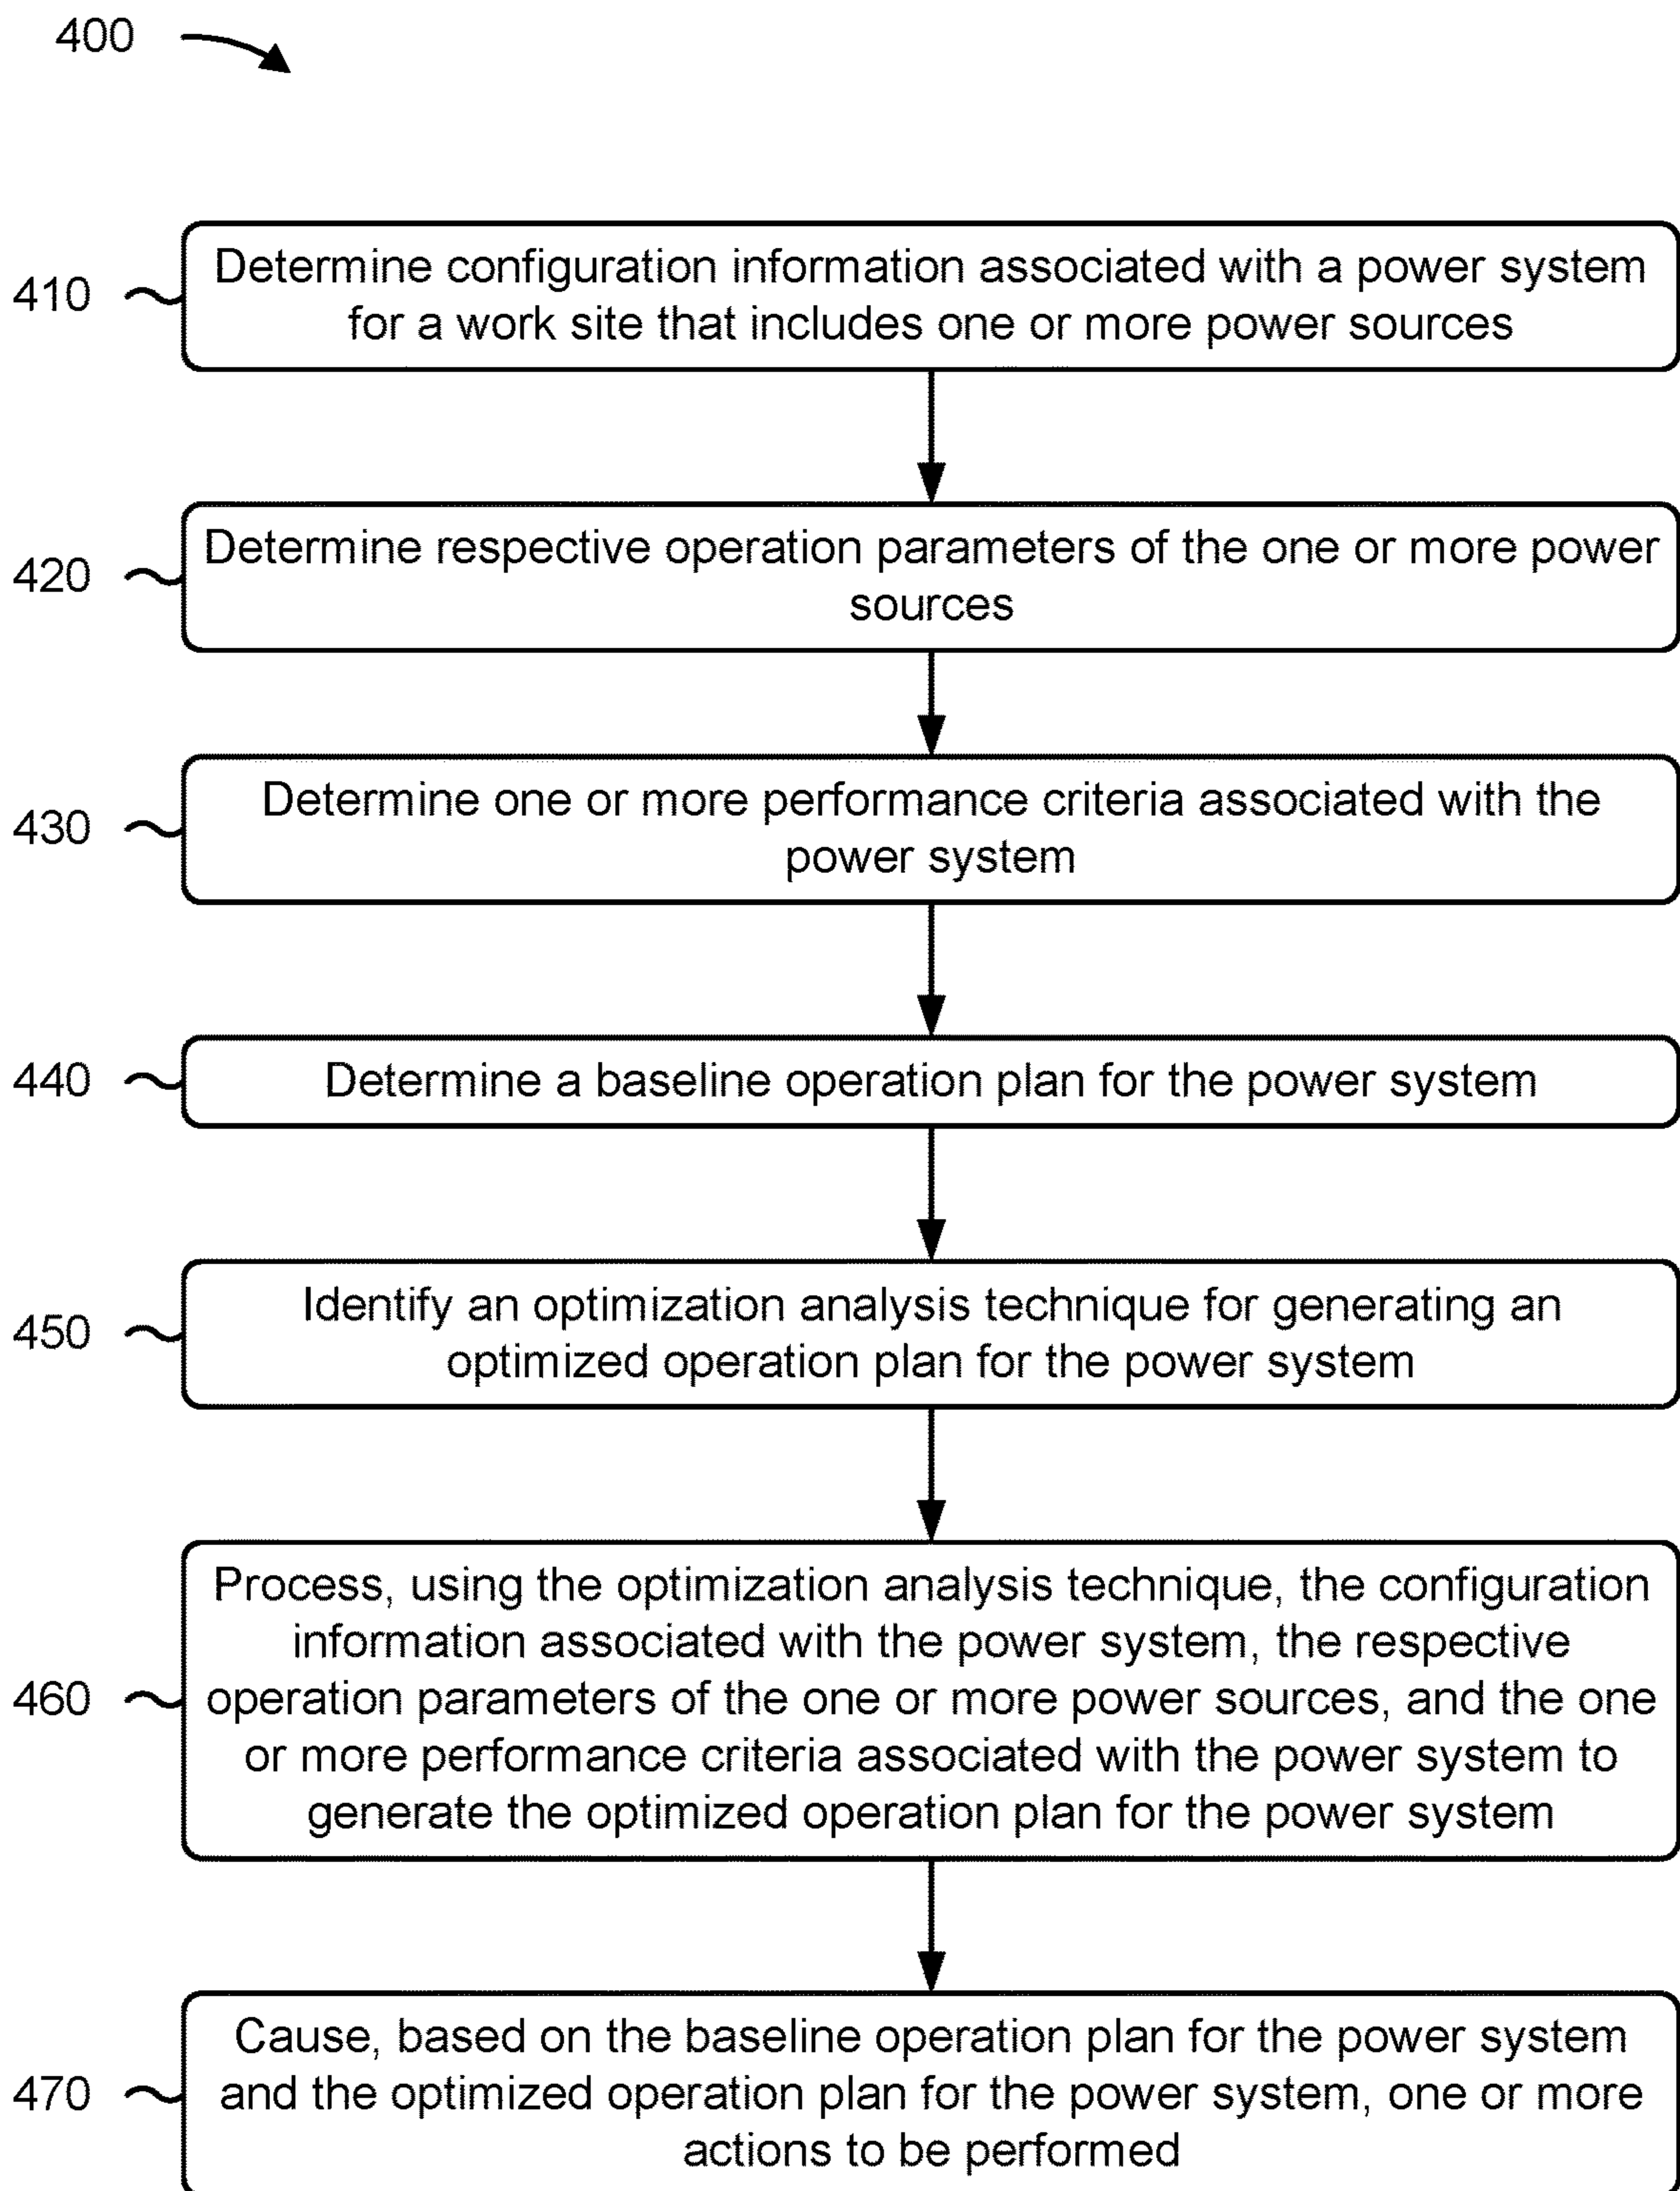 400
410
Determine configuration information associated with a power system
for a work site that includes one or more power sources
420
Determine respective operation parameters of the one or more power
sources
430
Determine one or more performance criteria associated with the
power system
440
Determine a baseline operation plan for the power system
450
Identify an optimization analysis technique for generating an
optimized operation plan for the power system
460
Process, using the optimization analysis technique, the configuration
information associated with the power system, the respective
operation parameters of the one or more power sources, and the one
or more performance criteria associated with the power system to
generate the optimized operation plan for the power system
470
Cause, based on the baseline operation plan for the power system
and the optimized operation plan for the power system, one or more
actions to be performed